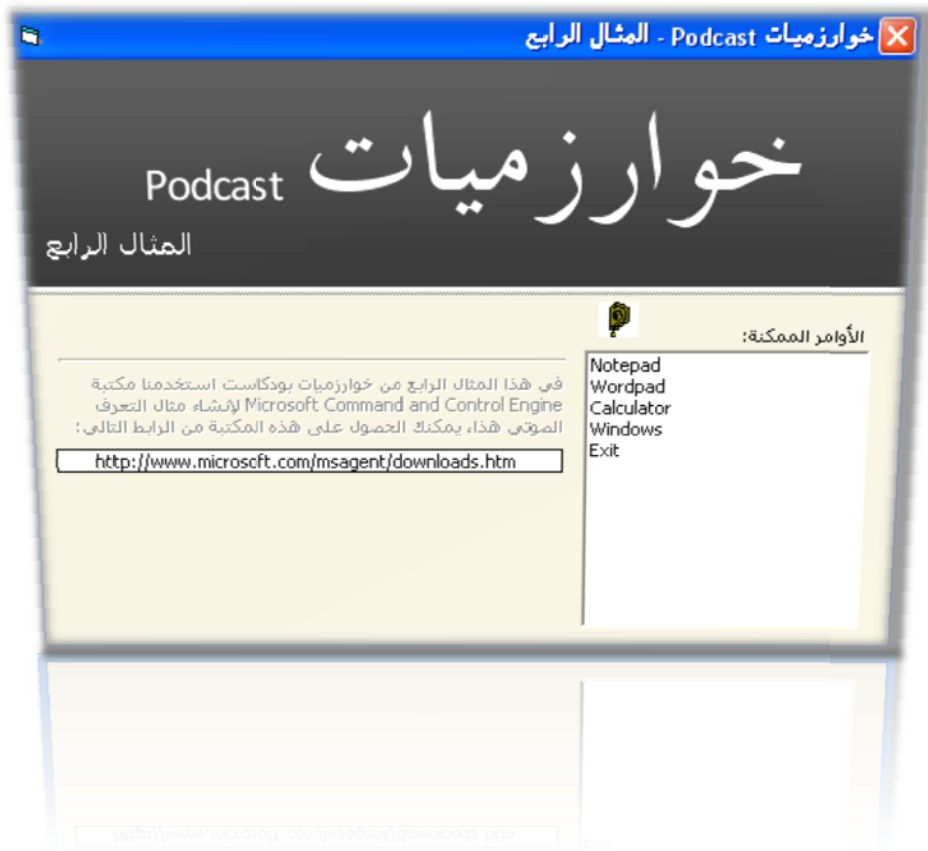 خوارزميات Podcast - المثال الرابع
خوارزميات Podcast
المثال الرابع
الأوامر الممكنة:
Notepad
Wordpad
Calculator
Windows
Exit
في هذا المثال الرابع من خوارزميات بودكاست استخدمنا مكتبة
Microsoft Command and Control Engine لإنشاء مثال التعرف
الصوتي هذا، يمكنك الحصول على هذه المكتبة من الرابط التالي:
http://www.microsoft.com/msagent/downloads.htm